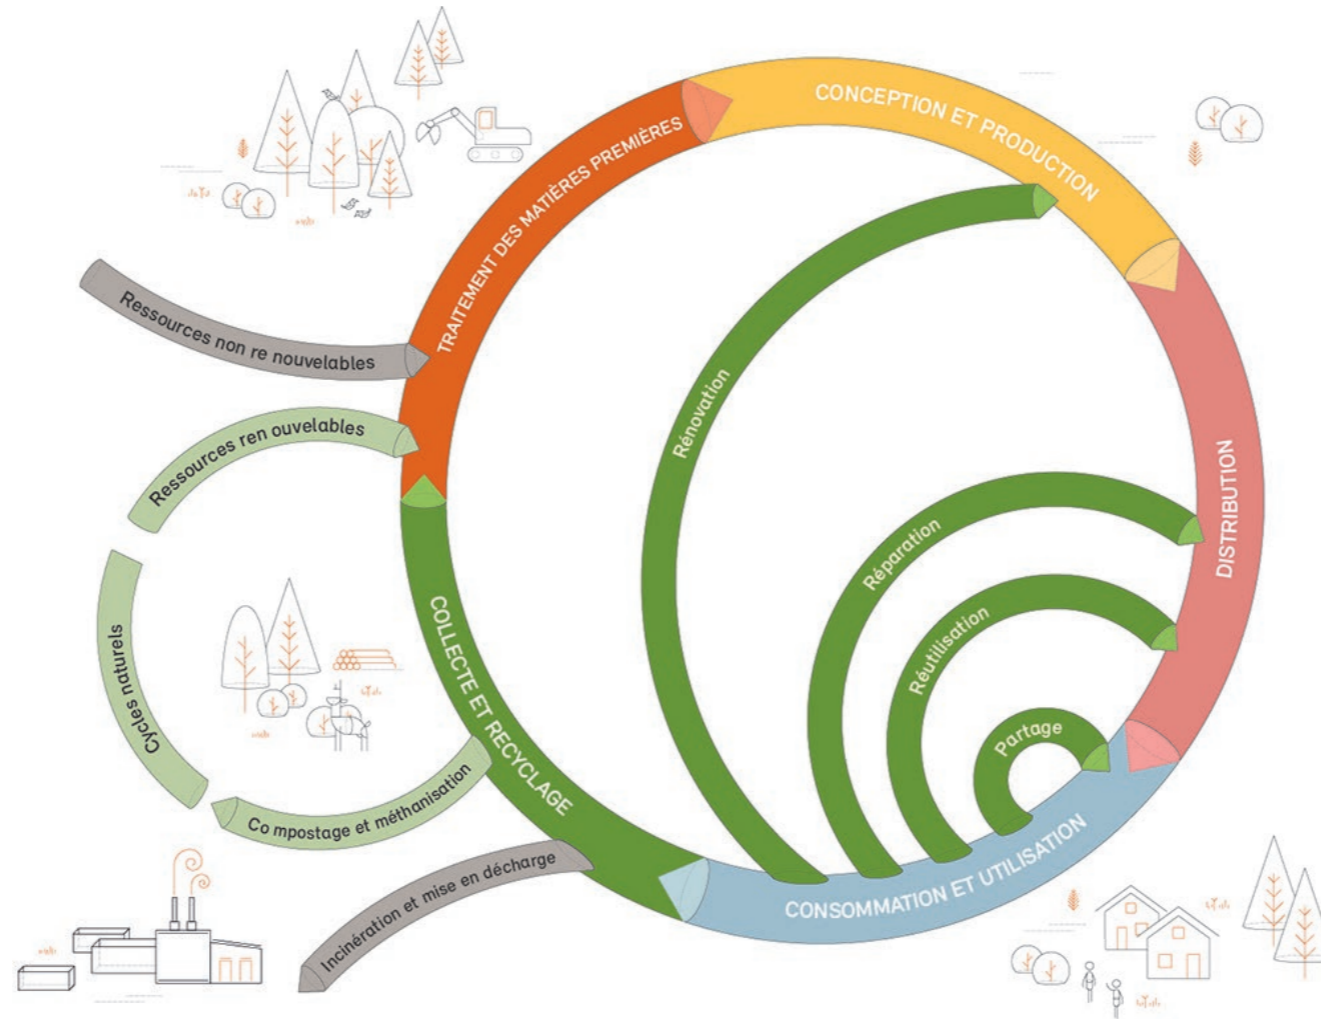 CONCEPTION ET PRODUCTION
TRAITEMENT DES MATIÈRES PREMIÈRES
Ressources non re nouvelables
Rénovation
Ressources ren ouvelables
DISTRIBUTION
Réparation
Réutilisation
COLLECTE ET RECYCLAGE
Cycles naturels
Partage
Co mpostage et méthanisation
CONSOMMATION ET UTILISATION
Incinération et mise en décharge